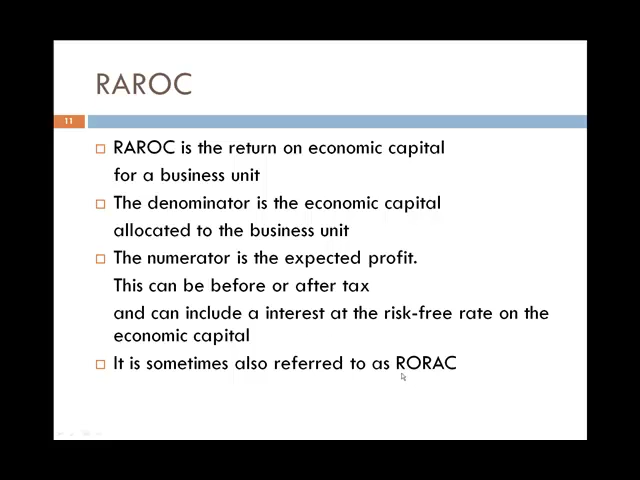 RAROC
11
RAROC is the return on economic capital
for a business unit
The denominator is the economic capital
allocated to the business unit
The numerator is the expected profit.
This can be before or after tax
and can include a interest at the risk-free rate on the
economic capital
It is sometimes also referred to as RORAC